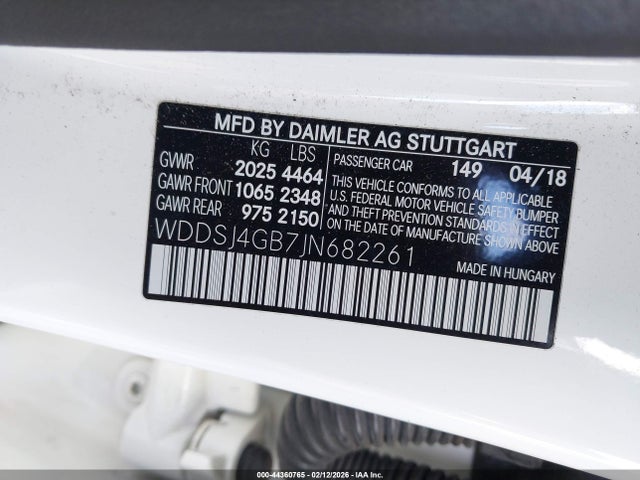 MFD BY DAIMLER AG STUTTGART
KG LBS
GVWR 2025 4464
GAWR FRONT 1065 2348
GAWR REAR 975 2150
PASSENGER CAR 149 04/18
THIS VEHICLE CONFORMS TO ALL APPLICABLE
U.S. FEDERAL MOTOR VEHICLE SAFETY BUMPER
AND THEFT PREVENTION STANDARDS IN EFFECT
ON THE DATE OF MANUFACTURE SHOWN ABOVE.
WDDSJ4GB7JN682261
MADE IN HUNGARY
000-44360765 - 02/12/2026 - IAA Inc.